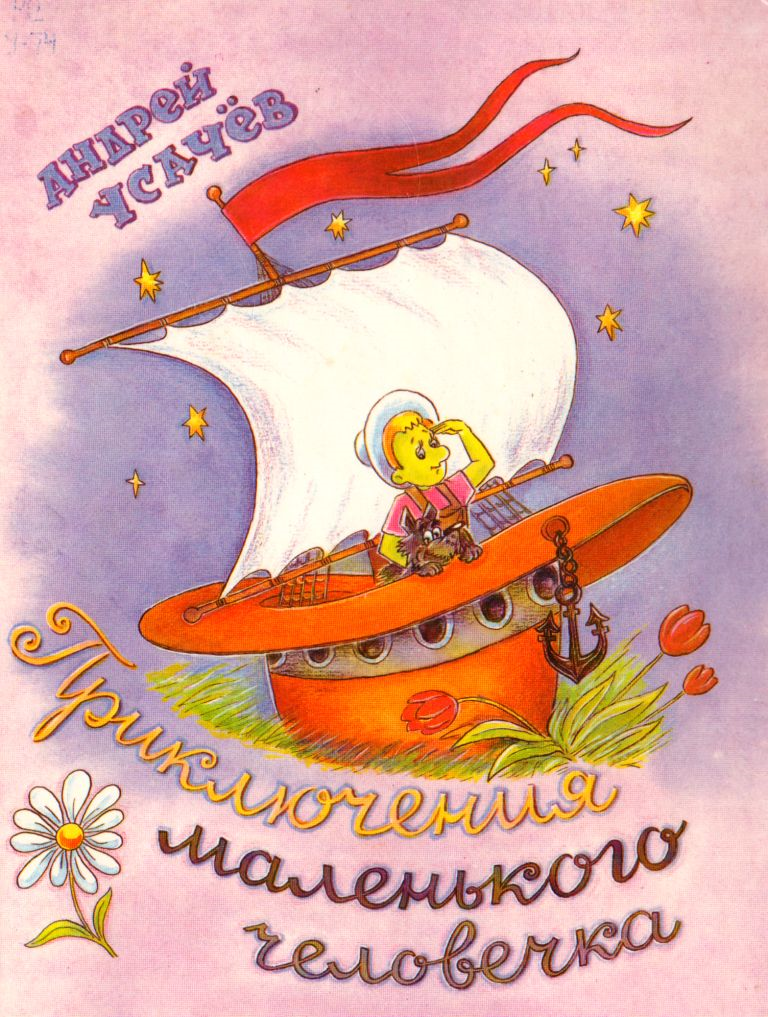 АНДРЕЙ
УСАЧЁВ
Приключения
маленького
человечка